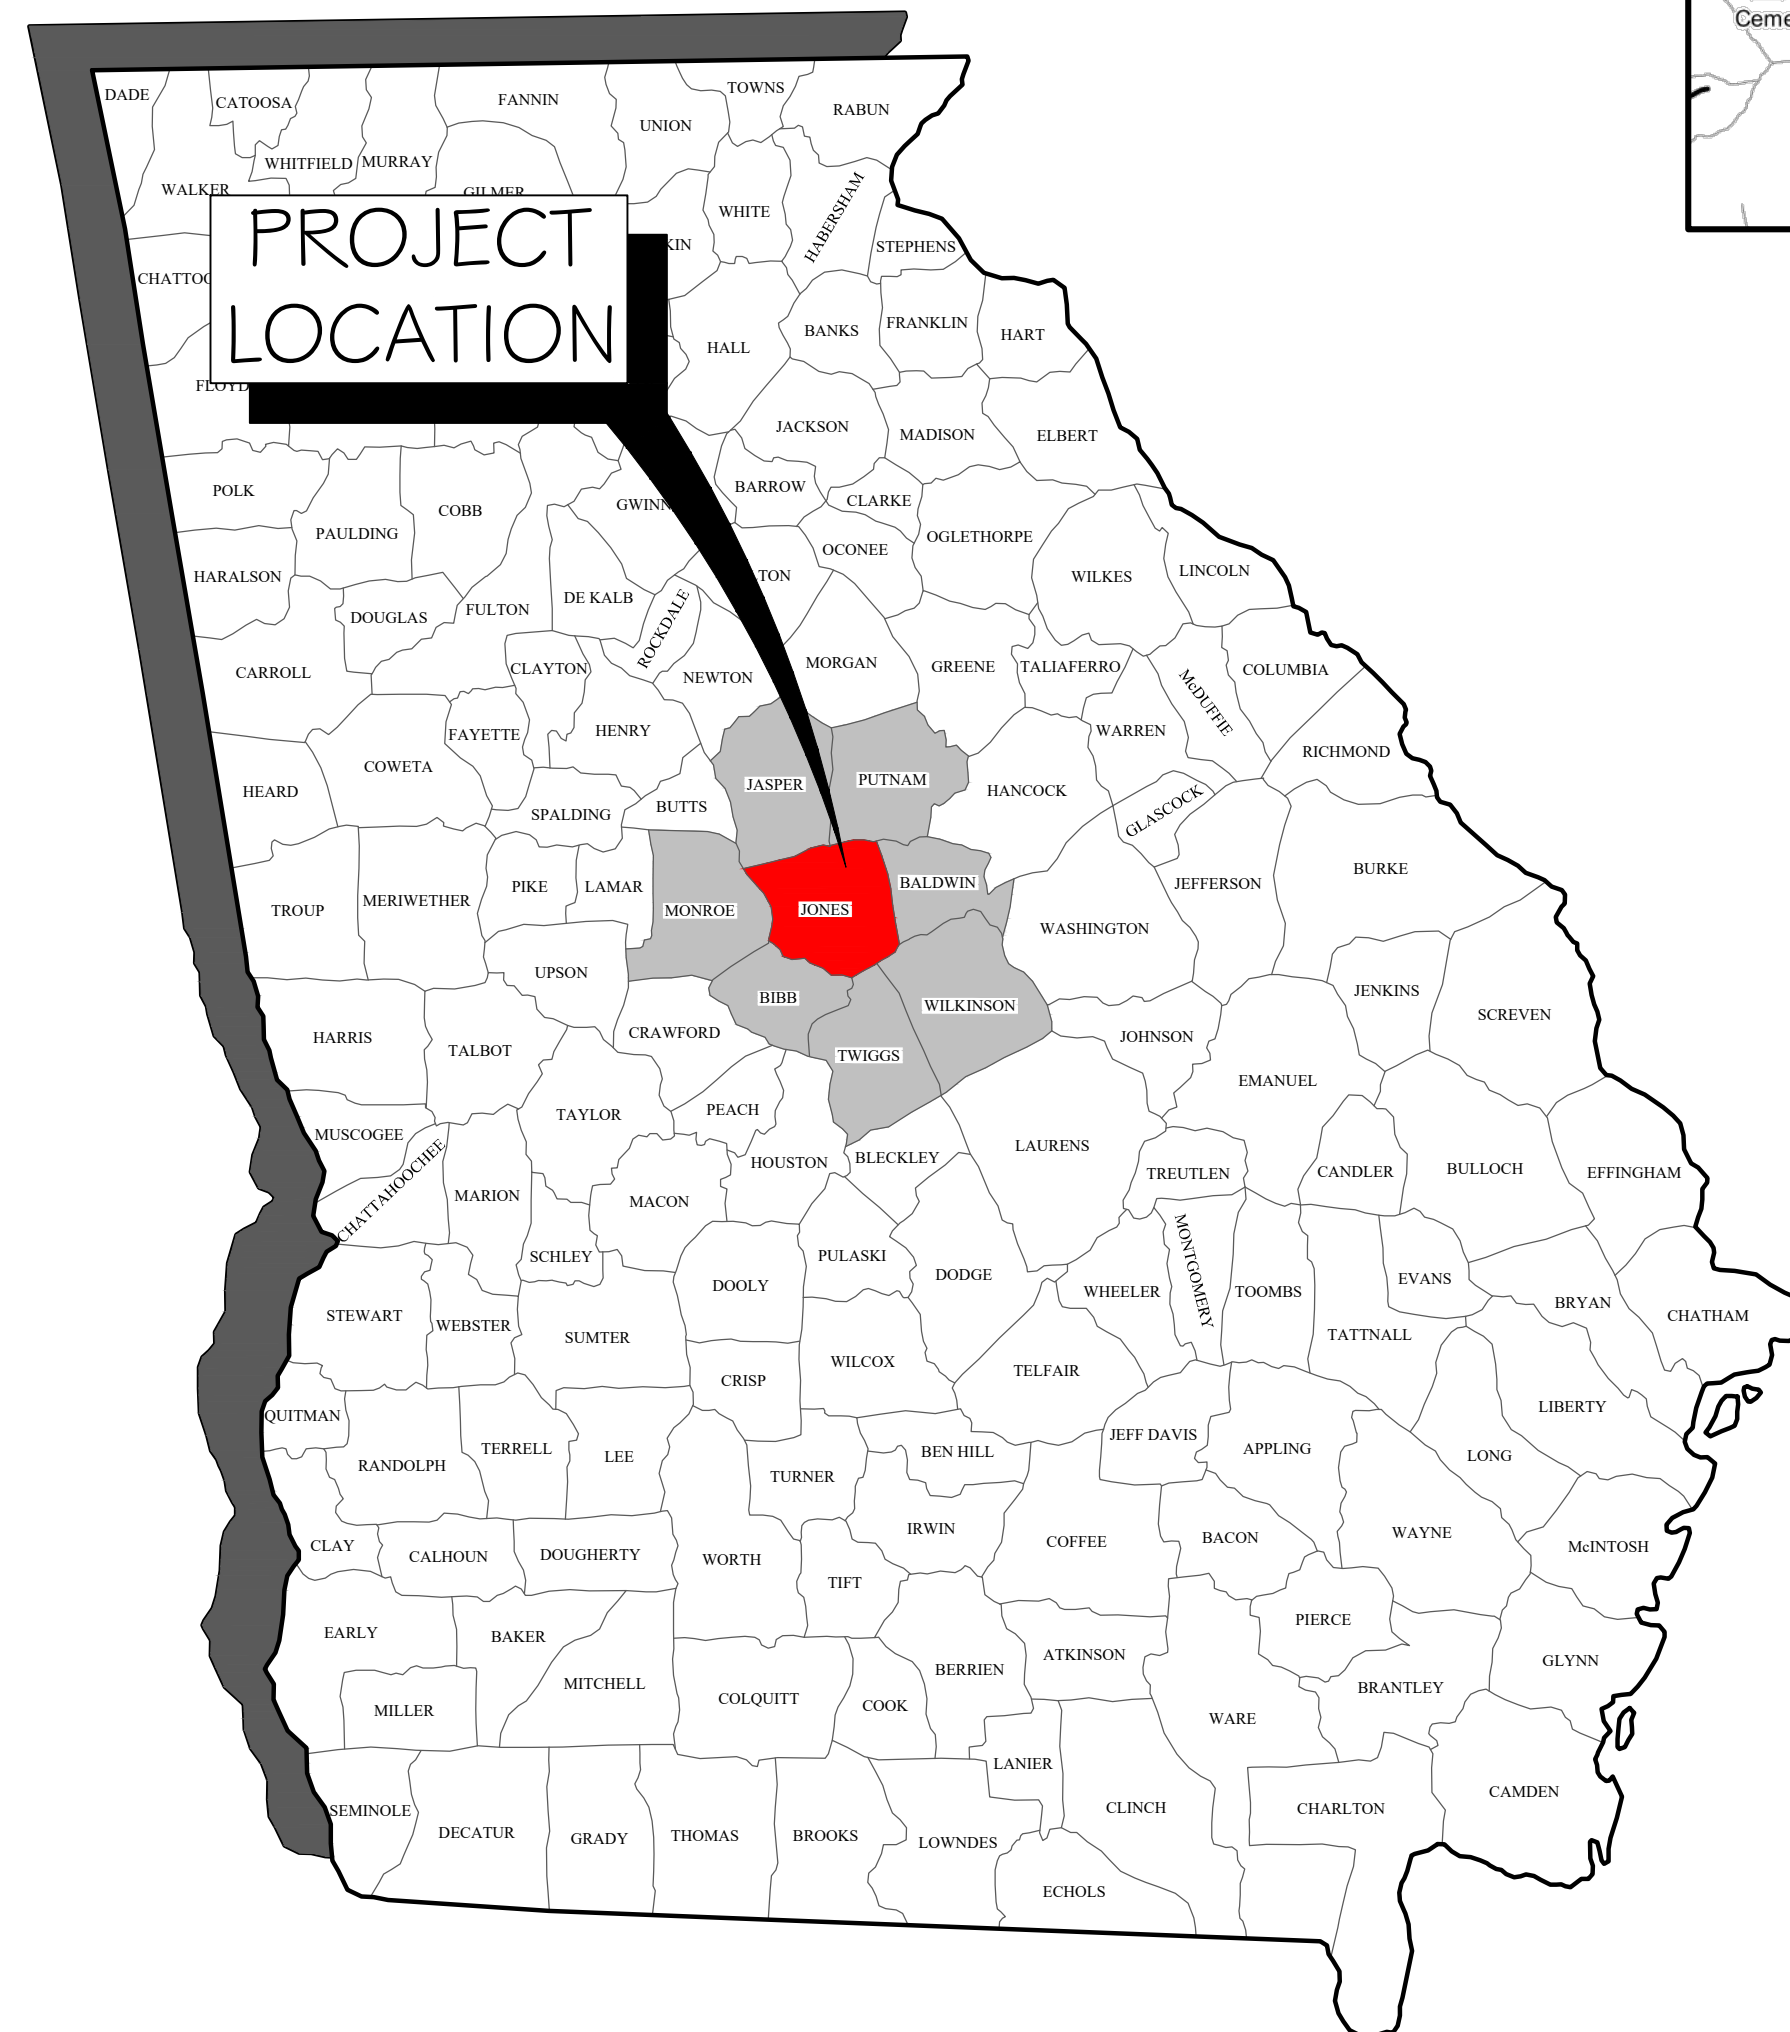 Ceme
DADE
CATOOSA
FANNIN
TOWNS
RABUN
UNION
WHITFIELD
MURRAY
WALKER
GILMER
WHITE
HABERSHAM
STEPHENS
PROJECT
LOCATION
KIN
CHATTOO
HALL
BANKS
FRANKLIN
HART
FLOYD
JACKSON
MADISON
ELBERT
POLK
PAULDING
COBB
GWINN
BARROW
CLARKE
OCONEE
OGLETHORPE
WILKES
LINCOLN
HARALSON
DOUGLAS
FULTON
DE KALB
ROCKDALE
TON
CARROLL
CLAYTON
NEWTON
MORGAN
GREENE
TALIAFERRO
McDUFFIE
COLUMBIA
HEARD
COWETA
FAYETTE
HENRY
WARREN
RICHMOND
SPALDING
BUTTS
JASPER
PUTNAM
HANCOCK
GLASCOCK
TROUP
MERIWETHER
PIKE
LAMAR
MONROE
JONES
BALDWIN
WASHINGTON
JEFFERSON
BURKE
UPSON
BIBB
WILKINSON
JENKINS
SCREVEN
HARRIS
TALBOT
CRAWFORD
TWIGGS
JOHNSON
EMANUEL
MUSCOGEE
CHATTAHOOCHEE
TAYLOR
PEACH
HOUSTON
BLECKLEY
LAURENS
TREUTLEN
CANDLER
BULLOCH
EFFINGHAM
MARION
MACON
SCHLEY
DOOLY
PULASKI
DODGE
WHEELER
MONTGOMERY
TOOMBS
EVANS
BRYAN
CHATHAM
STEWART
WEBSTER
SUMTER
CRISP
WILCOX
TELFAIR
TATTNALL
LIBERTY
QUITMAN
RANDOLPH
TERRELL
LEE
TURNER
BEN HILL
JEFF DAVIS
APPLING
LONG
CLAY
CALHOUN
DOUGHERTY
WORTH
TIFT
IRWIN
COFFEE
BACON
WAYNE
McINTOSH
EARLY
BAKER
MITCHELL
PIERCE
MILLER
COLQUITT
COOK
BERRIEN
ATKINSON
WARE
BRANTLEY
GLYNN
SEMINOLE
DECATUR
GRADY
THOMAS
BROOKS
LOWNDES
LANIER
CLINCH
CHARLTON
CAMDEN
ECHOLS